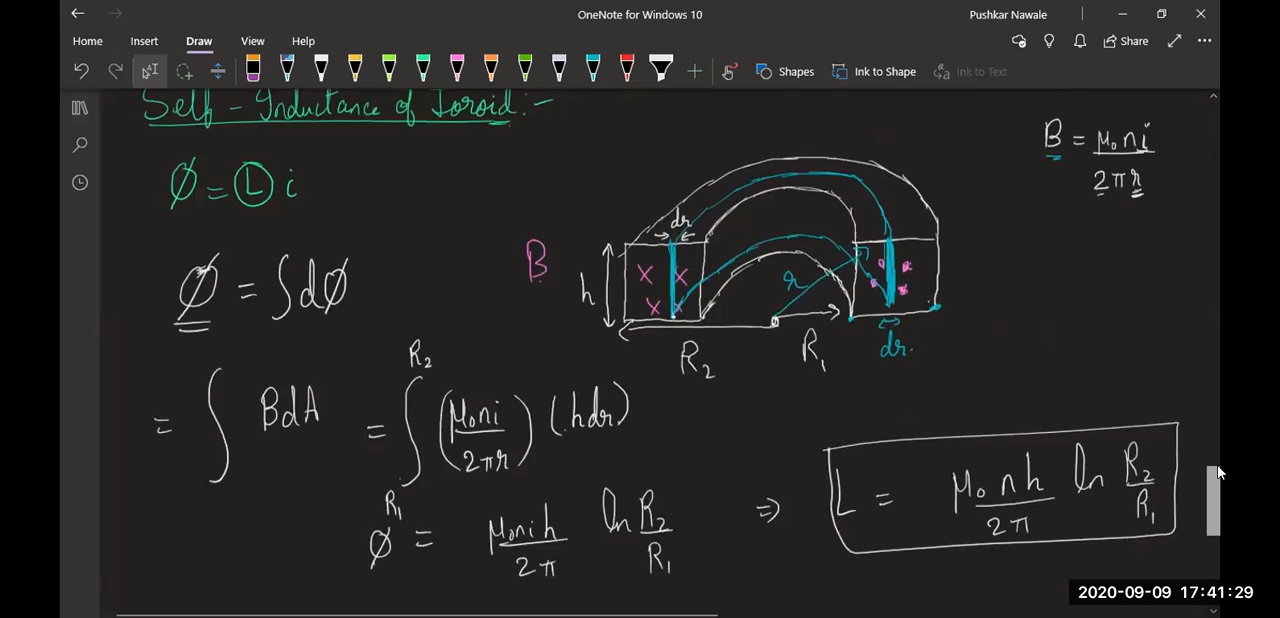 OneNote for Windows 10
Pushkar Nawale
Home Insert Draw View Help
Share
Shapes
Ink to Shape
Ink to Text
Self - Inductance of Toroid :-
B = μ₀ni / 2πr
Ø = L i
dr
B
h
r
Ø = ∫dØ
R₂
R₁
dr.
= ∫ B dA = ∫_{R₁}^{R₂} (μ₀ni / 2πr) (hdr)
Ø = μ₀nih / 2π ln R₂/R₁ ⇒ L = μ₀nh / 2π ln R₂/R₁
2020-09-09 17:41:29